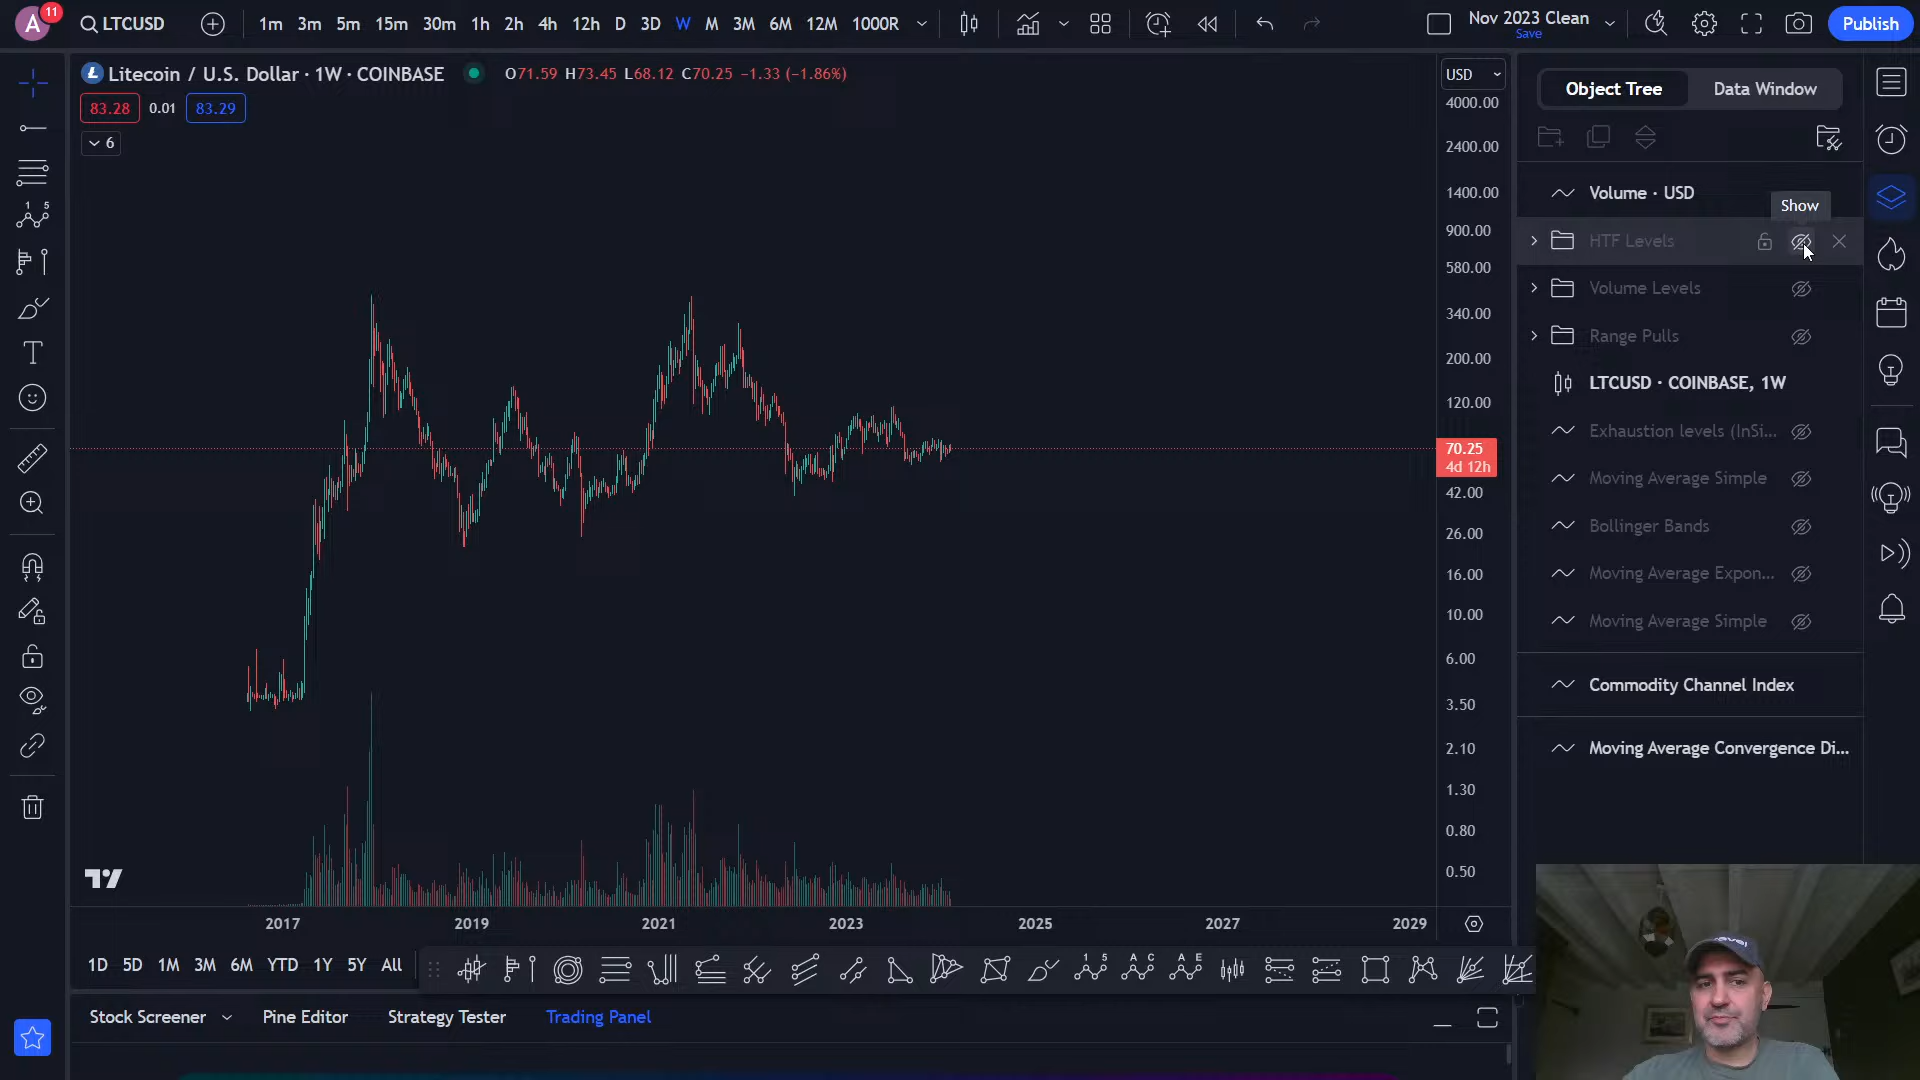 A 11
LTCUSD
1m 3m 5m 15m 30m 1h 2h 4h 12h D 3D W M 3M 6M 12M 1000R
Nov 2023 Clean
Save
Publish
Litecoin / U.S. Dollar · 1W · COINBASE
O71.59 H73.45 L68.12 C70.25 −1.33 (−1.86%)
83.28 0.01 83.29
6
USD
4000.00
2400.00
1400.00
900.00
580.00
340.00
200.00
120.00
70.25
4d 12h
42.00
26.00
16.00
10.00
6.00
3.50
2.10
1.30
0.80
0.50
2017 2019 2021 2023 2025 2027 2029
Object Tree Data Window
Volume · USD
Show
HTF Levels
Volume Levels
Range Pulls
LTCUSD · COINBASE, 1W
Exhaustion levels (InSi...
Moving Average Simple
Bollinger Bands
Moving Average Expon...
Moving Average Simple
Commodity Channel Index
Moving Average Convergence Di...
1D 5D 1M 3M 6M YTD 1Y 5Y All
Stock Screener Pine Editor Strategy Tester Trading Panel